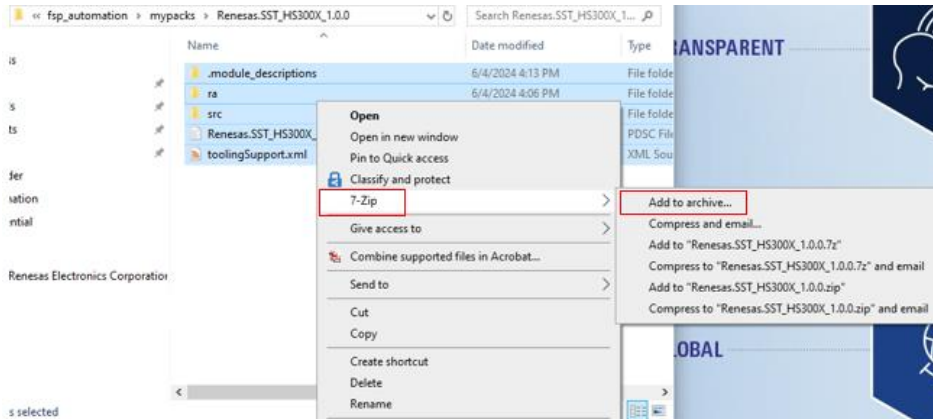 « fsp_automation › mypacks › Renesas.SST_HS300X_1.0.0
Search Renesas.SST_HS300X_1...
Name
Date modified
Type
.module_descriptions
6/4/2024 4:13 PM
File folde
ra
6/4/2024 4:06 PM
File folde
src
File folde
Renesas.SST_HS300X_
PDSC File
toolingSupport.xml
XML Sou
Open
Open in new window
Pin to Quick access
Classify and protect
7-Zip
Give access to
Combine supported files in Acrobat...
Send to
Cut
Copy
Create shortcut
Delete
Rename
Add to archive...
Compress and email...
Add to "Renesas.SST_HS300X_1.0.0.7z"
Compress to "Renesas.SST_HS300X_1.0.0.7z" and email
Add to "Renesas.SST_HS300X_1.0.0.zip"
Compress to "Renesas.SST_HS300X_1.0.0.zip" and email
is
s
ts
der
ation
ntial
Renesas Electronics Corporation
s selected
ANSPARENT
LOBAL